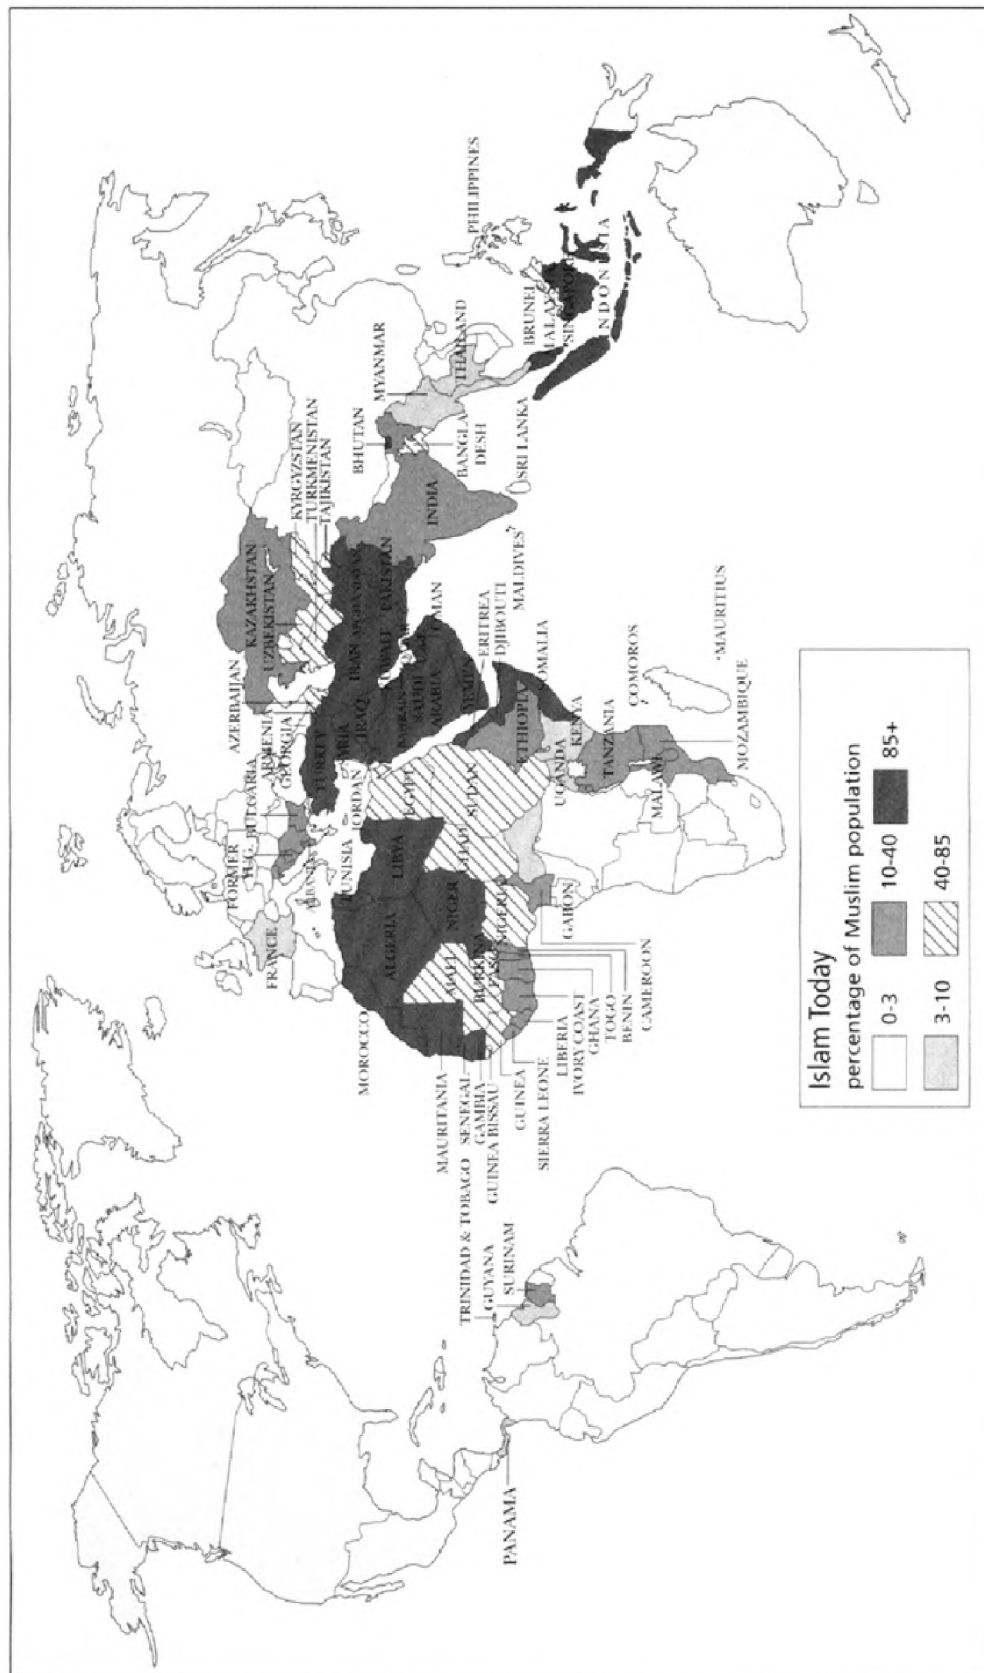 PHILIPPINES
BRUNEI
SINGAPORE
INDONESIA
THAILAND
MYANMAR
BHUTAN
BANGLA
DESH
SRI LANKA
INDIA
MALDIVES
KYRGYZSTAN
TURKMENISTAN
TAJIKISTAN
KAZAKHSTAN
UZBEKISTAN
PAKISTAN
IRAN
OMAN
SAUDI
ARABIA
IRAQ
AZERBAIJAN
ARMENIA
GEORGIA
TURKEY
ERITREA
DJIBOUTI
SOMALIA
ETHIOPIA
KENYA
UGANDA
TANZANIA
COMOROS
MAURITIUS
MALAWI
MOZAMBIQUE
BULGARIA
FORMER
ALBANIA
FRANCE
EGYPT
SUDAN
TUNISIA
LIBYA
ALGERIA
NIGER
NIGERIA
MALI
BURKINA
GABON
CAMEROON
BENIN
TOGO
GHANA
IVORY COAST
LIBERIA
SIERRA LEONE
GUINEA
GUINEA BISSAU
GAMBIA
SENEGAL
MAURITANIA
MOROCCO
TRINIDAD & TOBAGO
GUYANA
SURINAM
PANAMA
Islam Today
percentage of Muslim population
0-3
10-40
85+
3-10
40-85